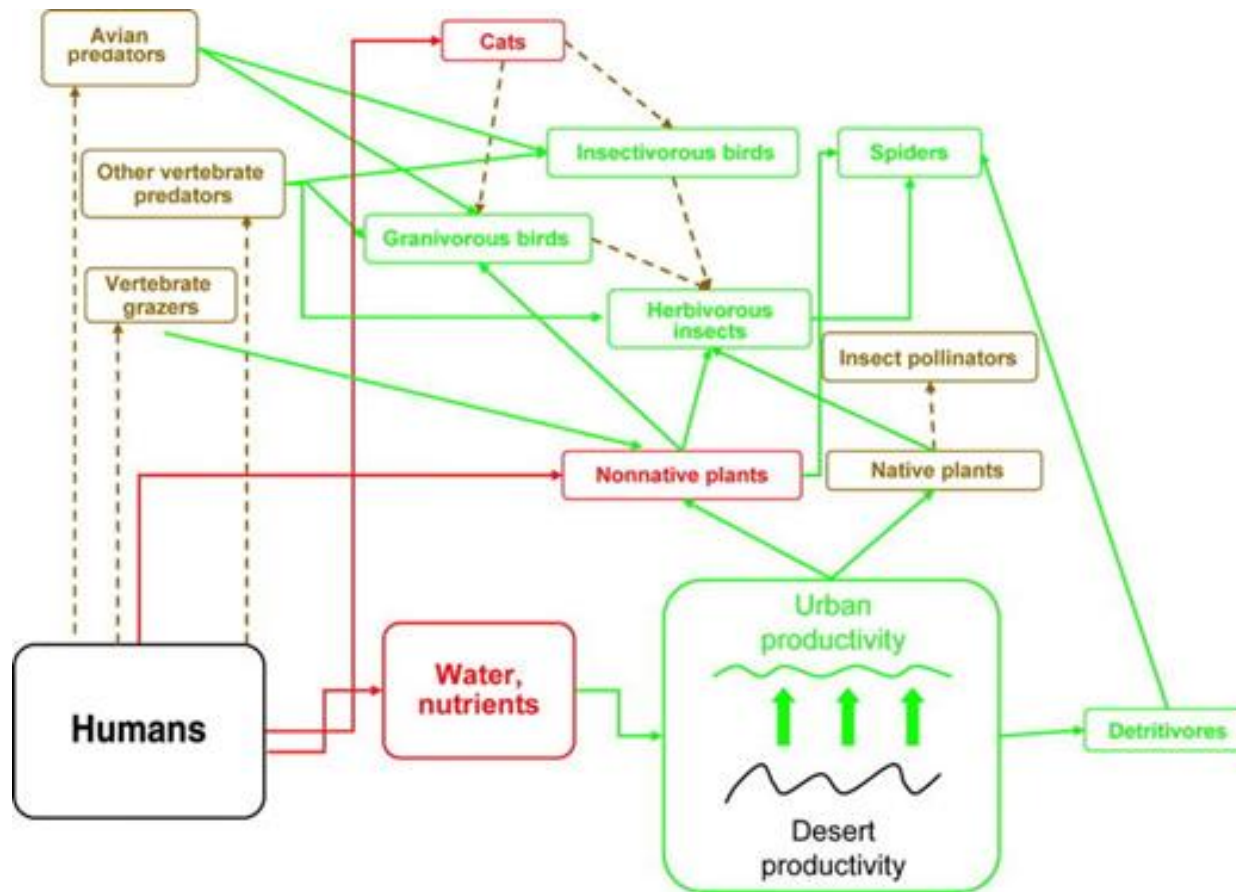 Avian
predators
Cats
Insectivorous birds
Spiders
Other vertebrate
predators
Granivorous birds
Vertebrate
grazers
Herbivorous
insects
Insect pollinators
Nonnative plants
Native plants
Urban
productivity
Water,
nutrients
Humans
Detritivores
Desert
productivity